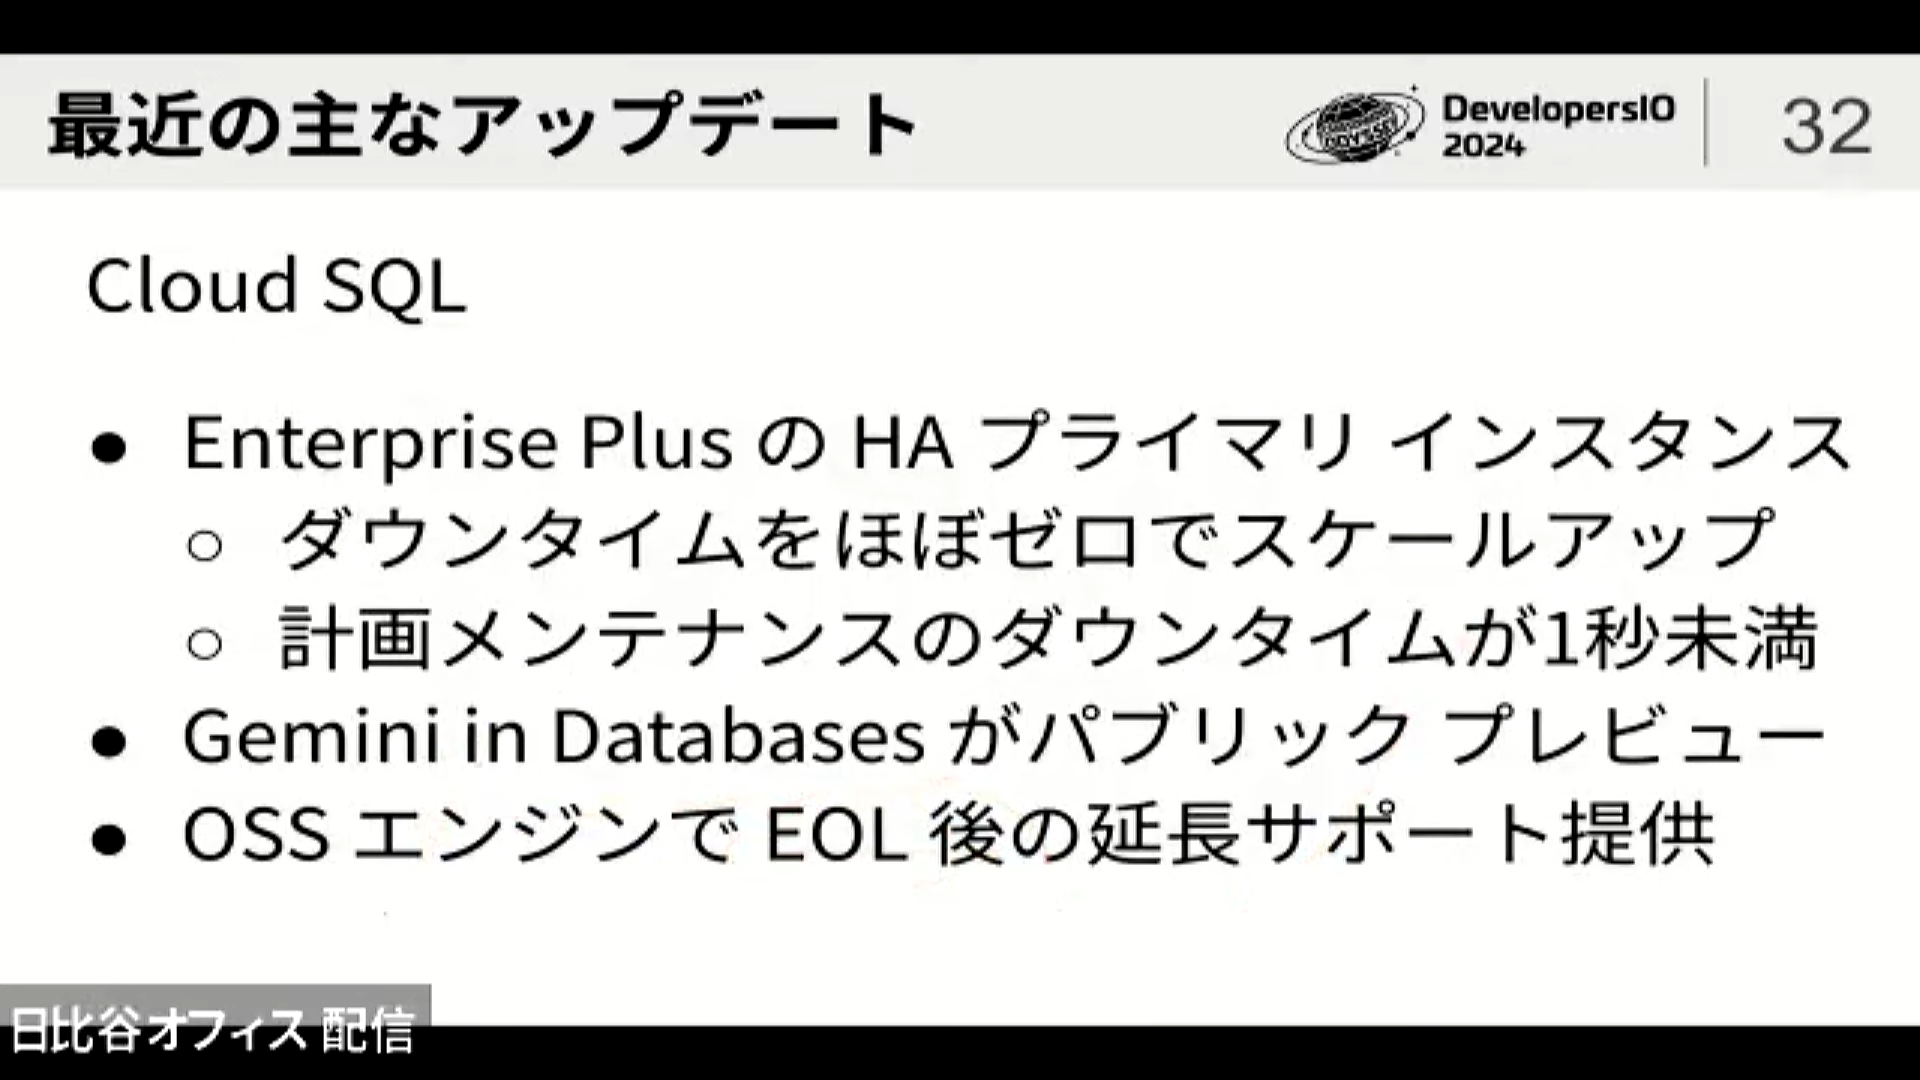 最近の主なアップデート
DevelopersIO
2024
32
ODYSSEY
Cloud SQL
● Enterprise Plus の HA プライマリ インスタンス
○ ダウンタイムをほぼゼロでスケールアップ
○ 計画メンテナンスのダウンタイムが1秒未満
● Gemini in Databases がパブリック プレビュー
● OSS エンジンで EOL 後の延長サポート提供
日比谷オフィス 配信